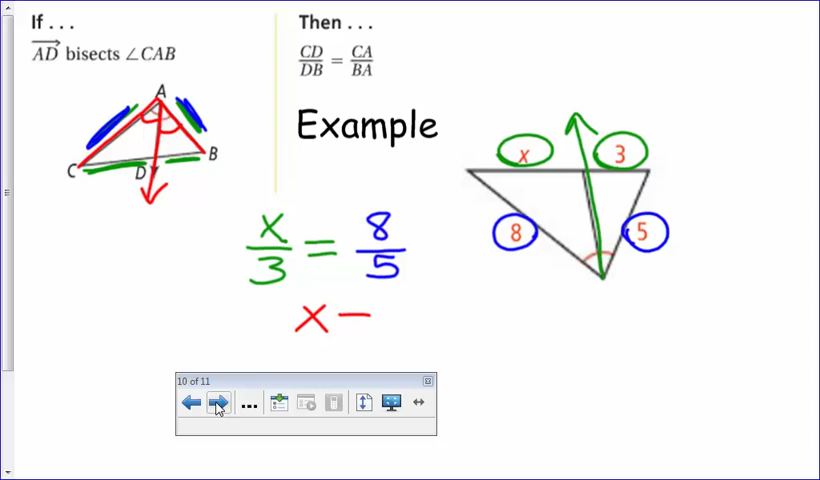 If . . .
AD bisects ∠CAB
A
C
D
B
Then . . .
CD/DB = CA/BA
Example
x 3
8 5
x/3 = 8/5
x =
10 of 11
...